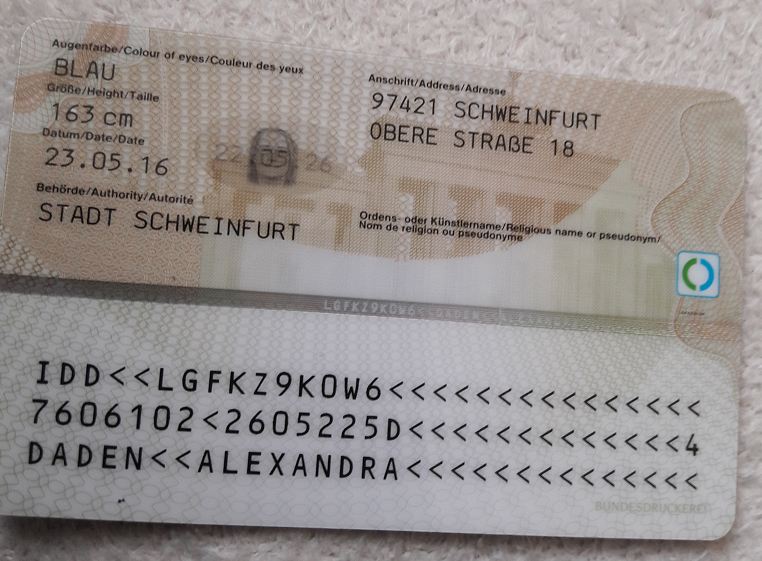 Augenfarbe/Colour of eyes/Couleur des yeux
BLAU
Größe/Height/Taille
163 cm
Datum/Date/Date
23.05.16
Behörde/Authority/Autorité
STADT SCHWEINFURT
Anschrift/Address/Adresse
97421 SCHWEINFURT
OBERE STRAßE 18
22 05 26
Ordens- oder Künstlername/Religious name or pseudonym/
Nom de religion ou pseudonyme
LGFKZ9K0W6<<DADEN<<
IDD<<LGFKZ9K0W6<<<<<<<<<<<<<<<
7606102<2605225D<<<<<<<<<<<<<4
DADEN<<ALEXANDRA<<<<<<<<<<<<<<
BUNDESDRUCKEREI